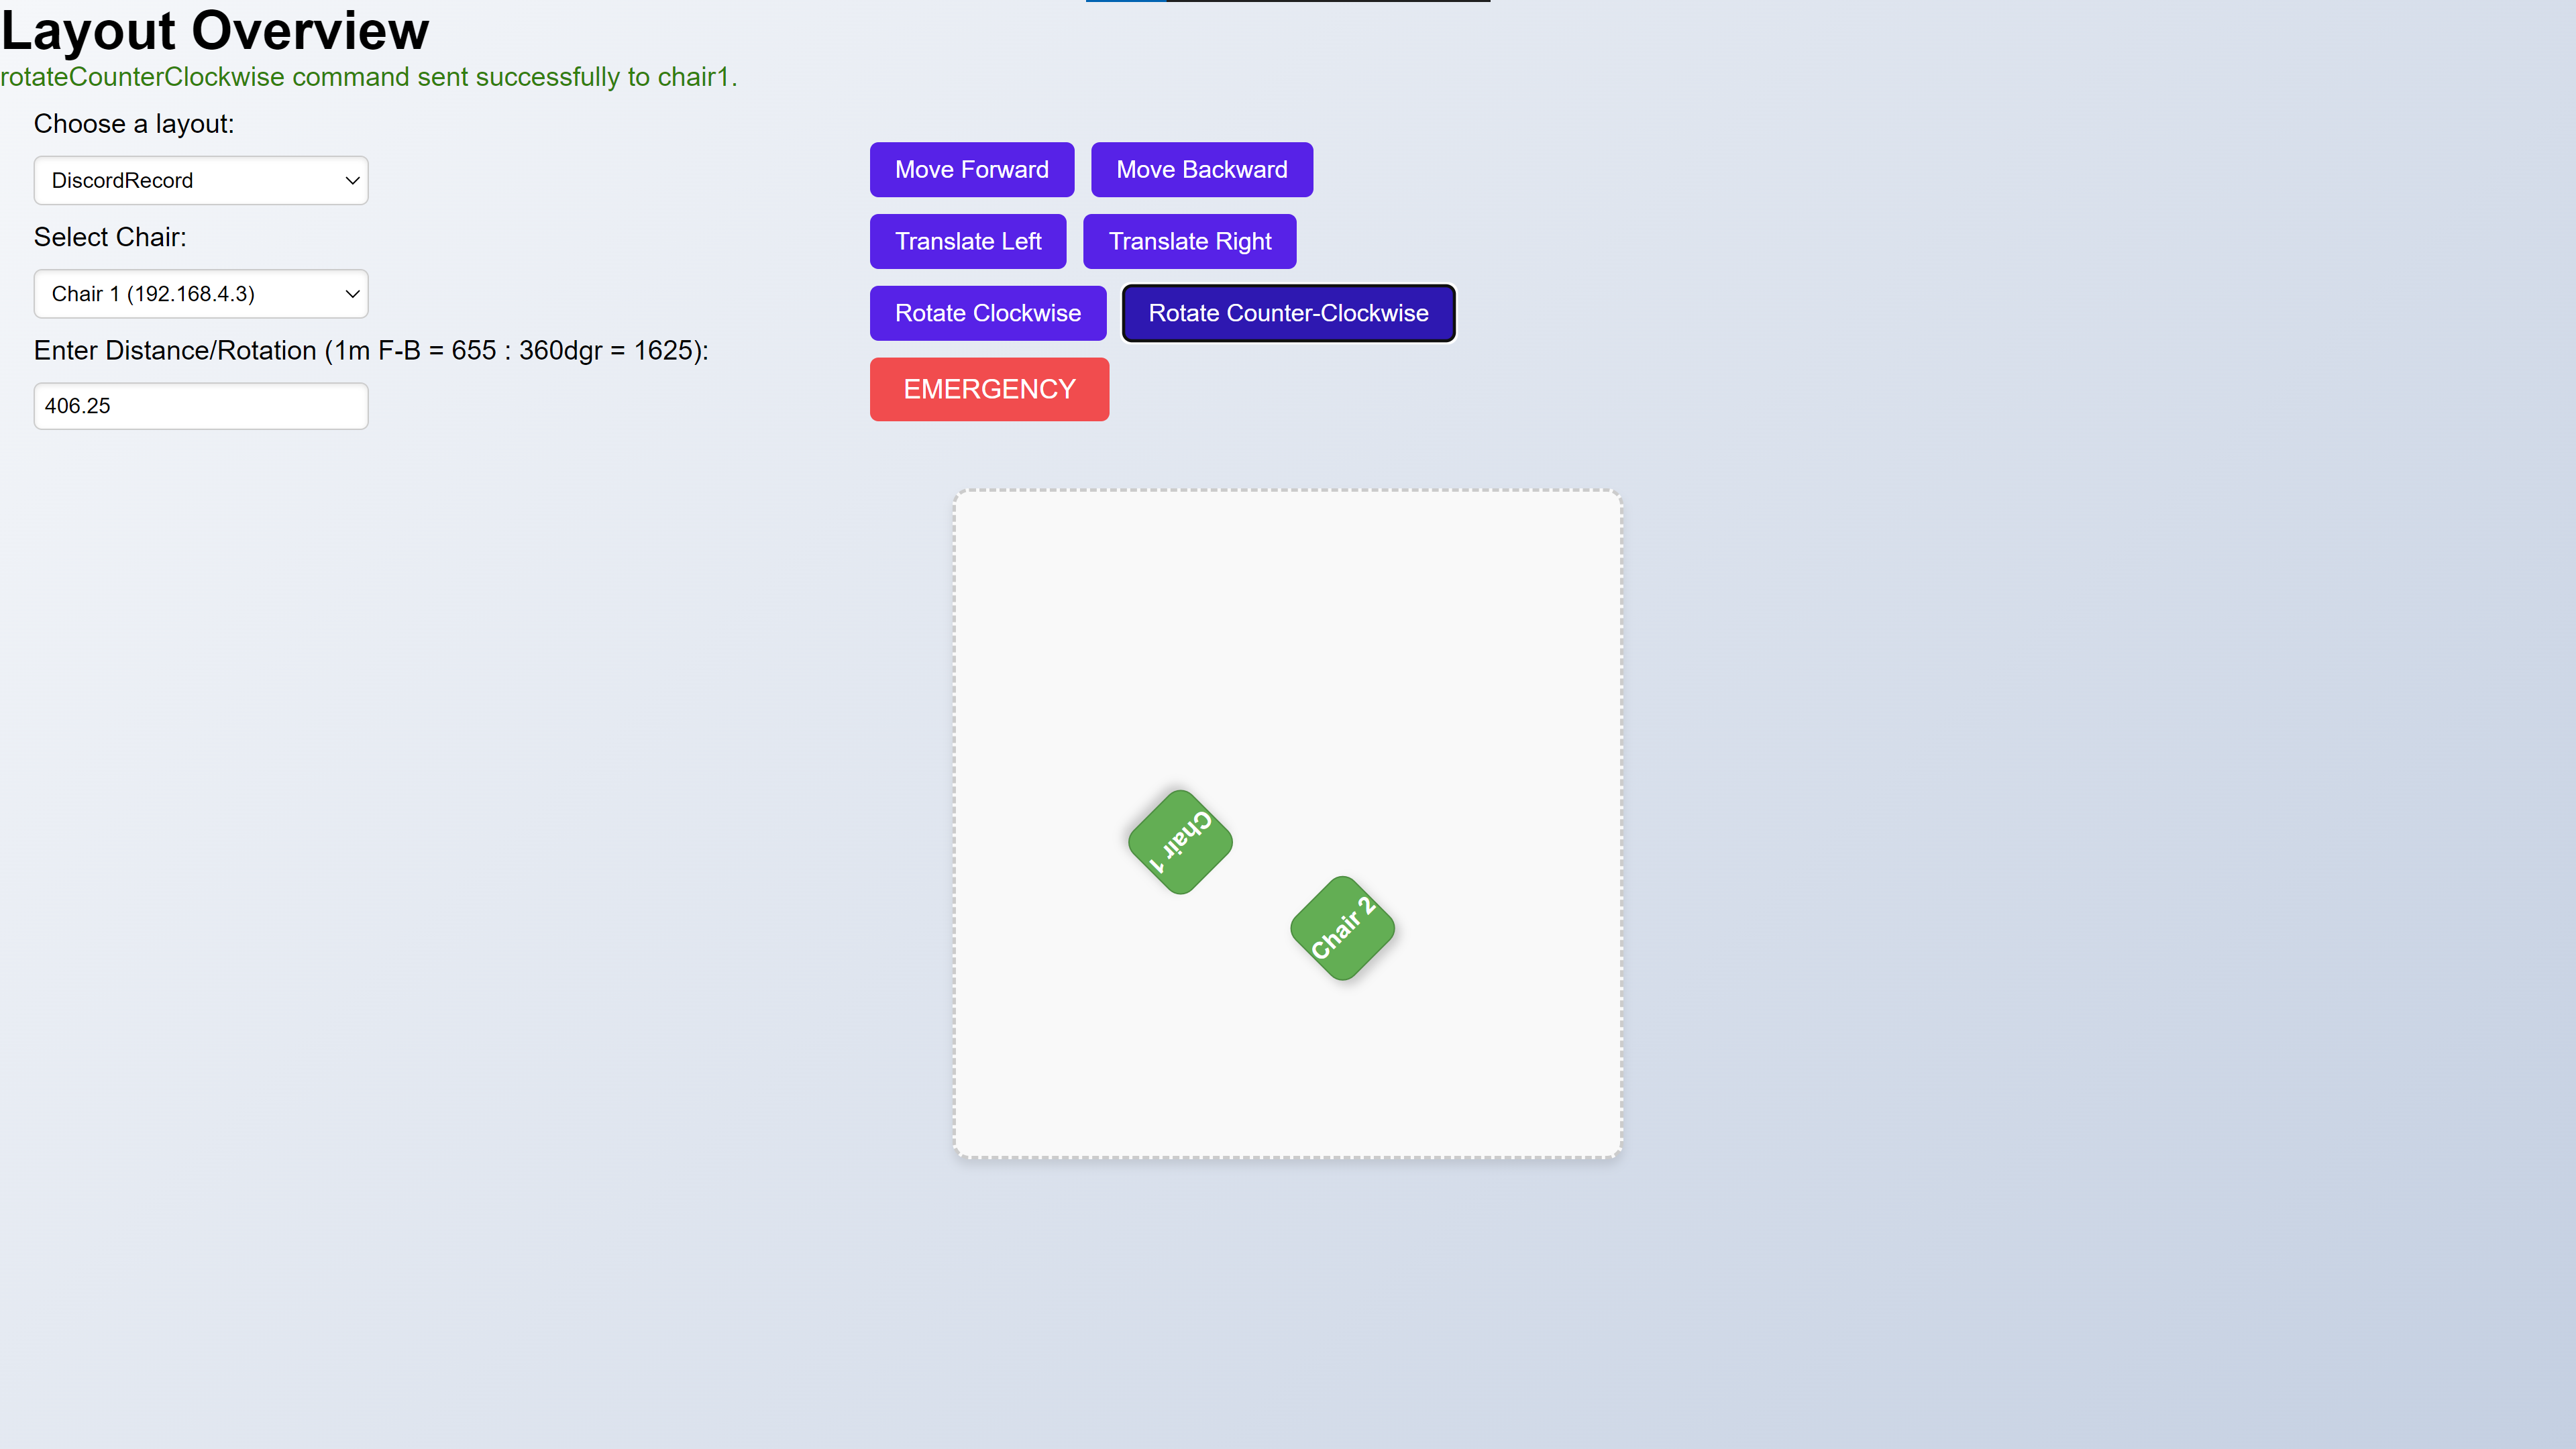 Layout Overview
rotateCounterClockwise command sent successfully to chair1.
Choose a layout:
DiscordRecord
Select Chair:
Chair 1 (192.168.4.3)
Enter Distance/Rotation (1m F-B = 655 : 360dgr = 1625):
406.25
Move Forward
Move Backward
Translate Left
Translate Right
Rotate Clockwise
Rotate Counter-Clockwise
EMERGENCY
Chair 1
Chair 2